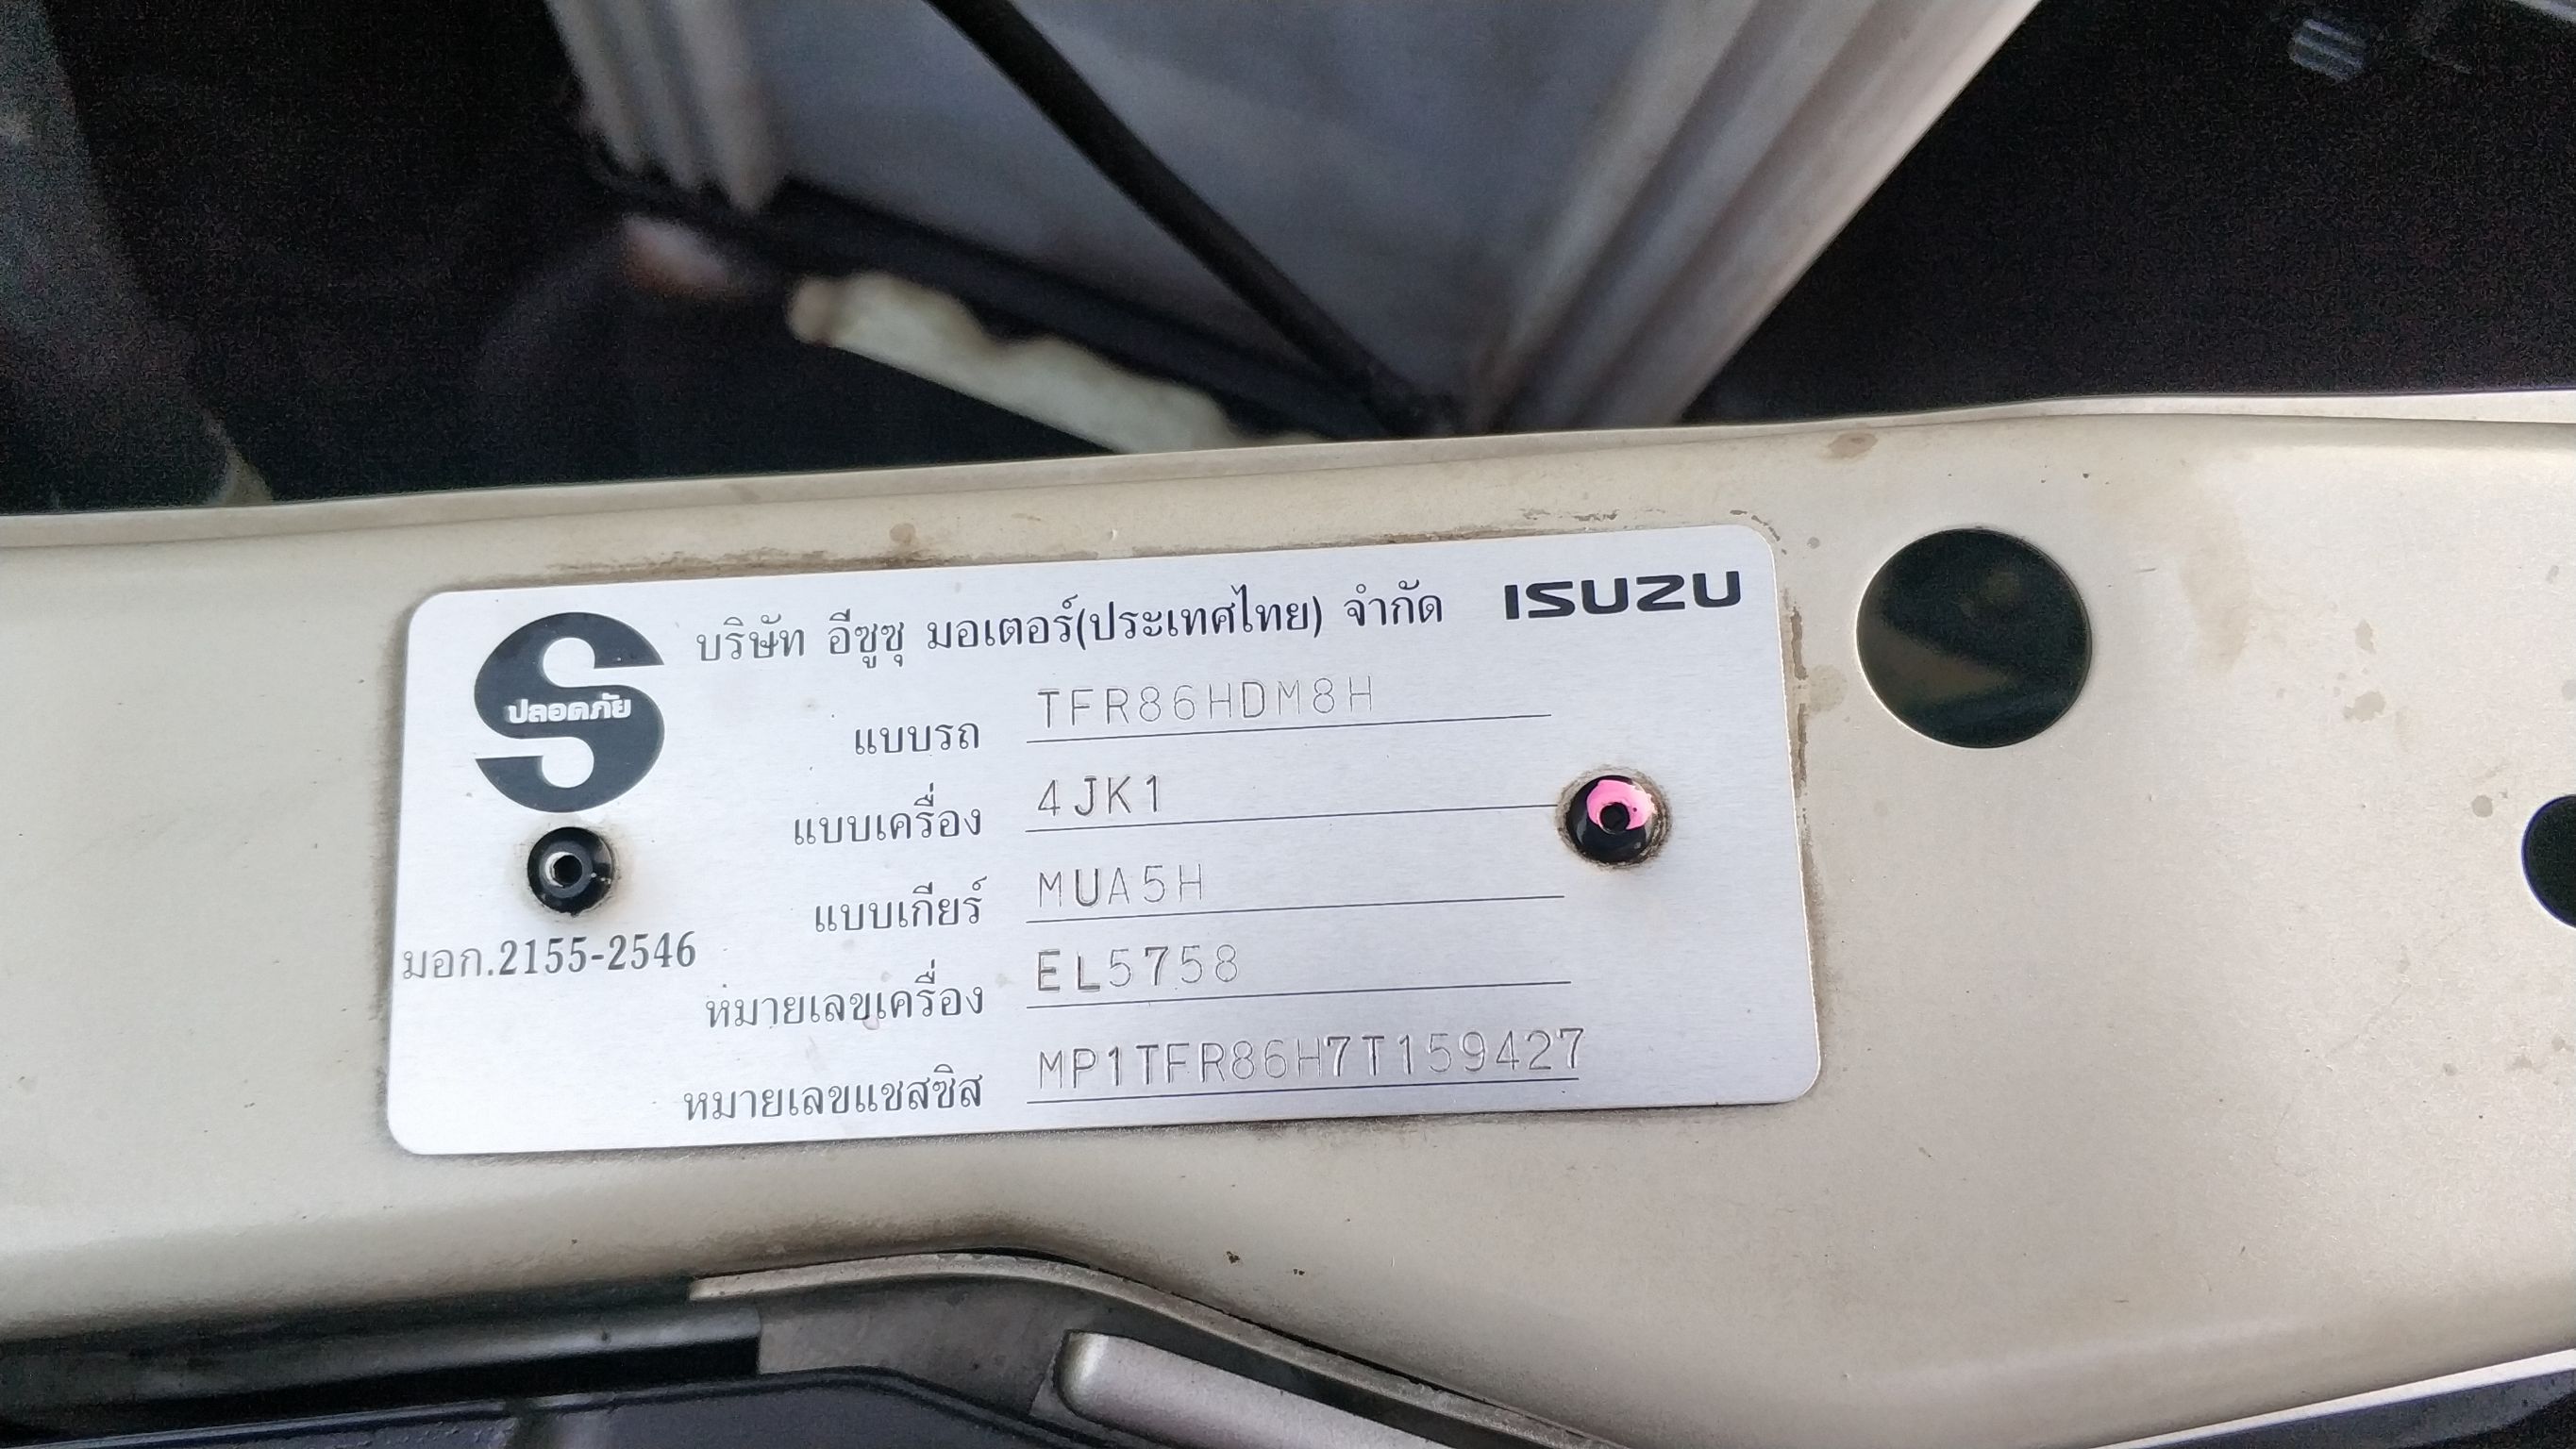 บริษัท อีซูซุ มอเตอร์(ประเทศไทย) จำกัด ISUZU
ปลอดภัย
แบบรถ TFR86HDM8H
แบบเครื่อง 4JK1
แบบเกียร์ MUA5H
มอก.2155-2546
หมายเลขเครื่อง EL5758
หมายเลขแชสซิส MP1TFR86H7T159427